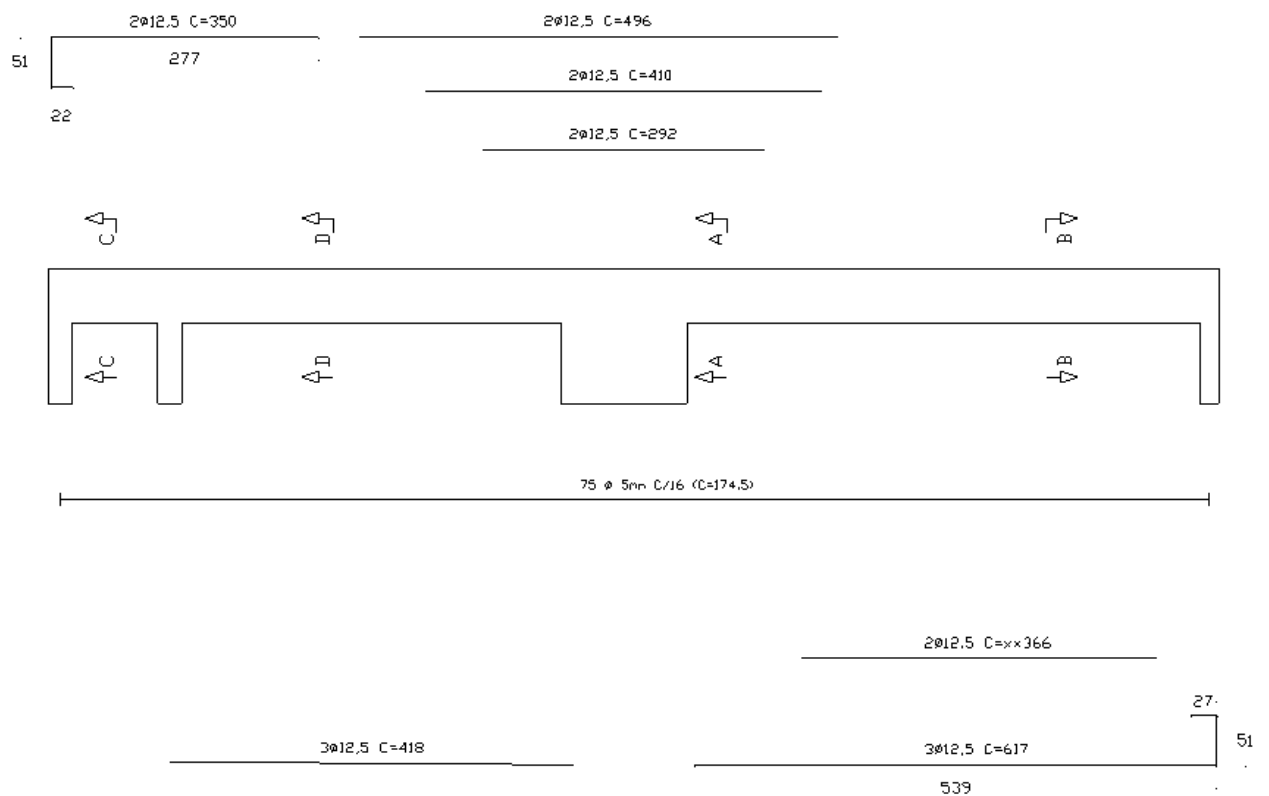 2ø12,5 C=350
2ø12,5 C=496
51
277
2ø12,5 C=410
22
2ø12,5 C=292
C
D
A
B
C
D
A
B
75 ø 5mm C/16 (C=174.5)
2ø12,5 C=xx366
27
3ø12,5 C=418
3ø12,5 C=617
51
539